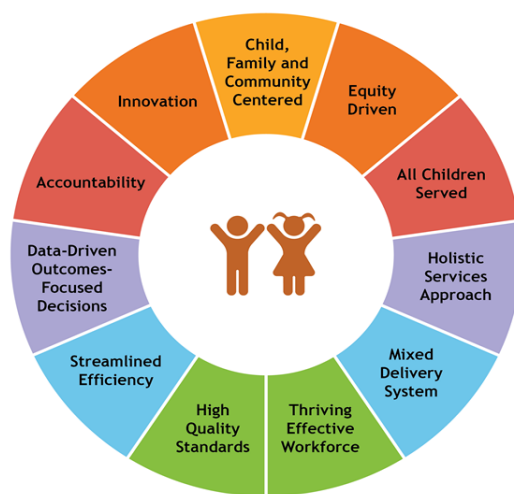 Child,
Family and
Community
Centered
Equity
Driven
All Children
Served
Holistic
Services
Approach
Mixed
Delivery
System
Thriving
Effective
Workforce
High
Quality
Standards
Streamlined
Efficiency
Data-Driven
Outcomes-
Focused
Decisions
Accountability
Innovation